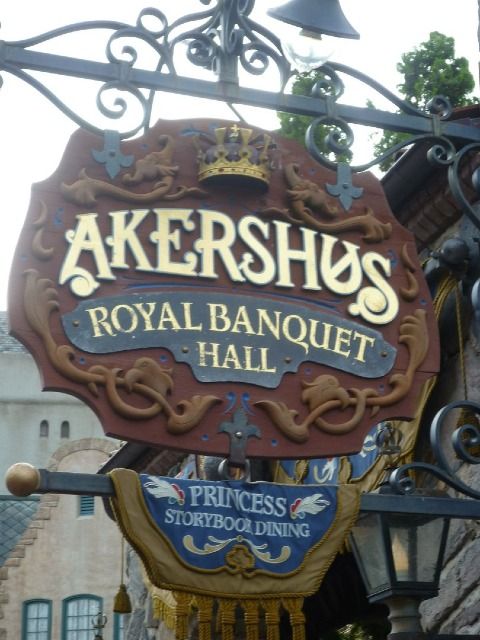 AKERSHUS
ROYAL BANQUET
HALL
PRINCESS
STORYBOOK DINING